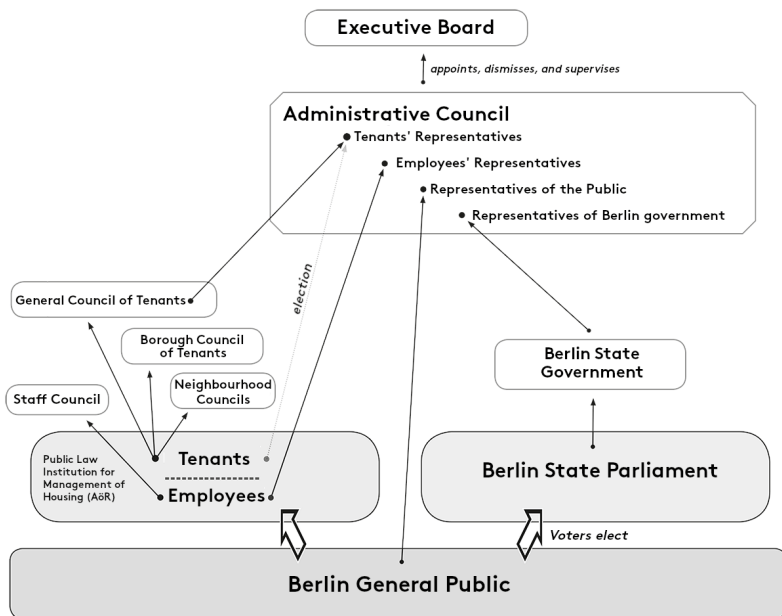 Executive Board
appoints, dismisses, and supervises
Administrative Council
Tenants' Representatives
Employees' Representatives
Representatives of the Public
Representatives of Berlin government
election
General Council of Tenants
Borough Council
of Tenants
Neighbourhood
Councils
Staff Council
Berlin State
Government
Public Law
Institution for
Management of
Housing (AöR)
Tenants
Employees
Berlin State Parliament
Voters elect
Berlin General Public